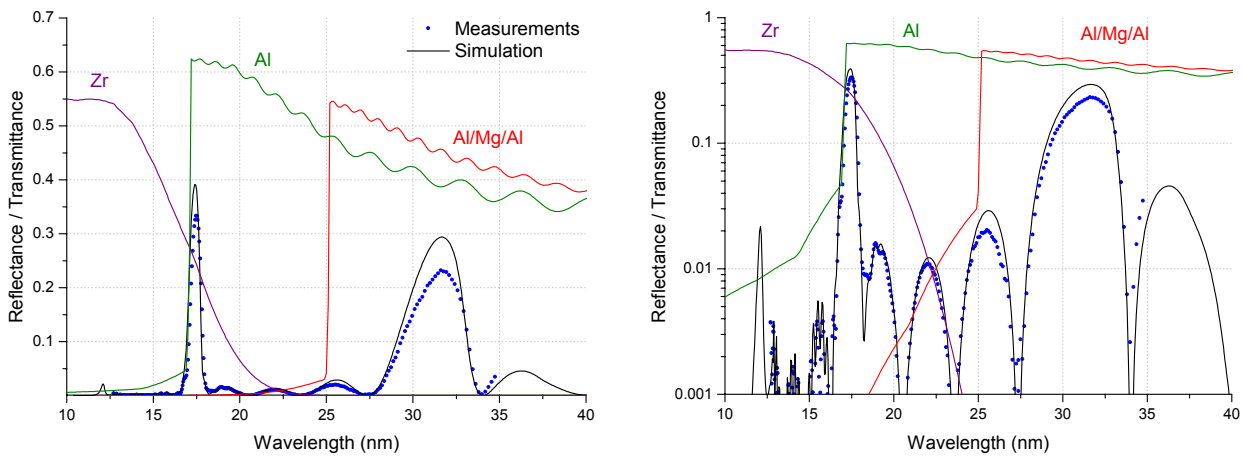 0.7
0.6
0.5
0.4
0.3
0.2
0.1
Reflectance / Transmittance
10
15
20
25
30
35
40
Wavelength (nm)
Zr
Al
Al/Mg/Al
Measurements
Simulation
1
0.1
0.01
0.001
Reflectance / Transmittance
10
15
20
25
30
35
40
Wavelength (nm)
Zr
Al
Al/Mg/Al